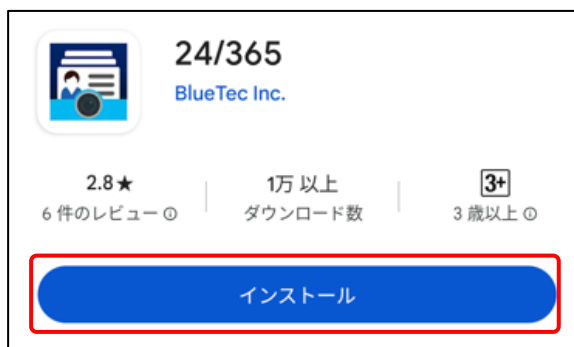 24/365
BlueTec Inc.
2.8★
6 件のレビュー ⓘ
1万 以上
ダウンロード数
3+
3 歳以上 ⓘ
インストール